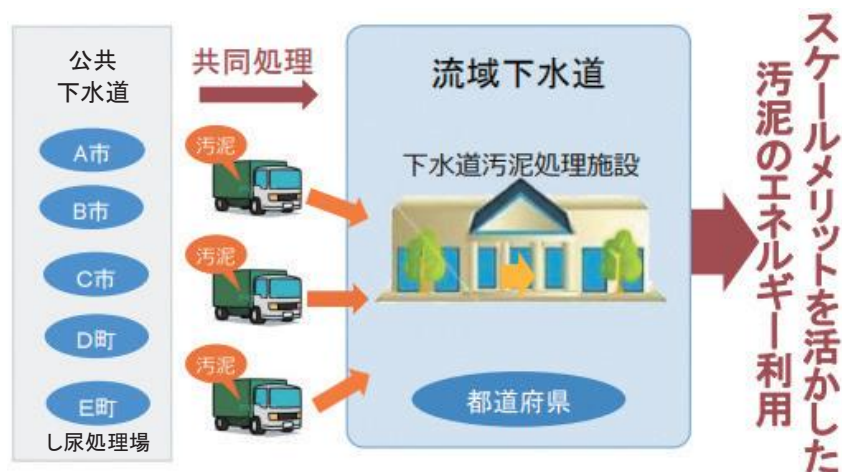 公共
下水道
A市
B市
C市
D町
E町
し尿処理場
共同処理
汚泥
汚泥
汚泥
流域下水道
下水道汚泥処理施設
都道府県
スケールメリットを活かした
汚泥のエネルギー利用